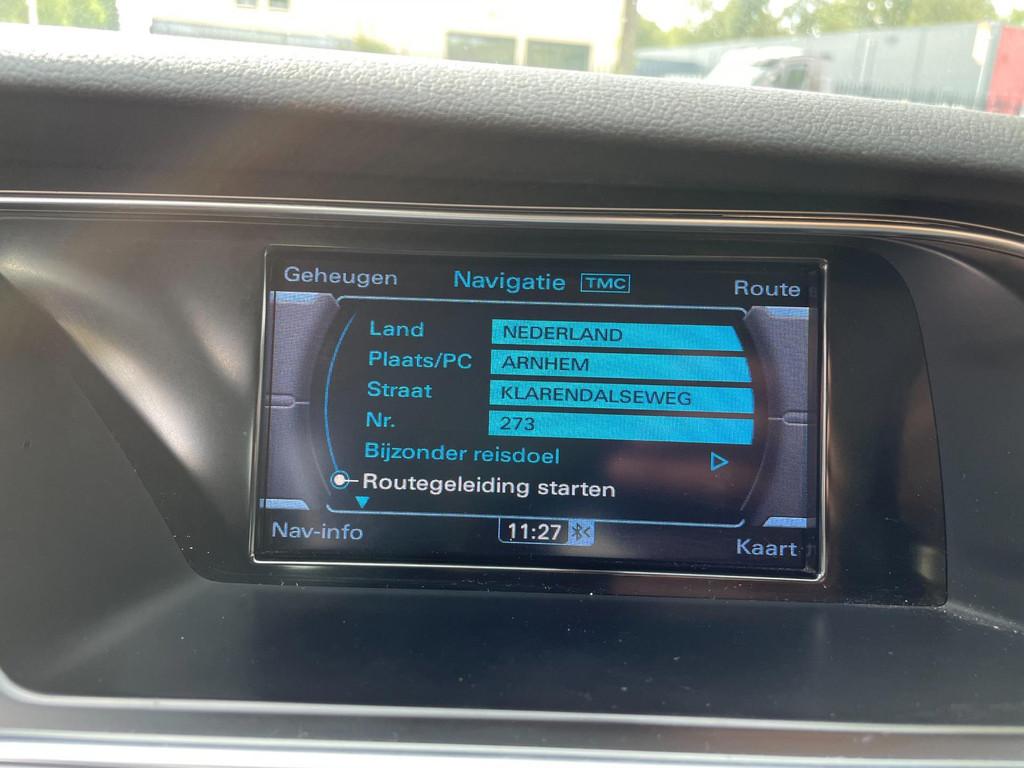 Geheugen Navigatie TMC Route
Land NEDERLAND
Plaats/PC ARNHEM
Straat KLARENDALSEWEG
Nr. 273
Bijzonder reisdoel
Routegeleiding starten
Nav-info 11:27 Kaart